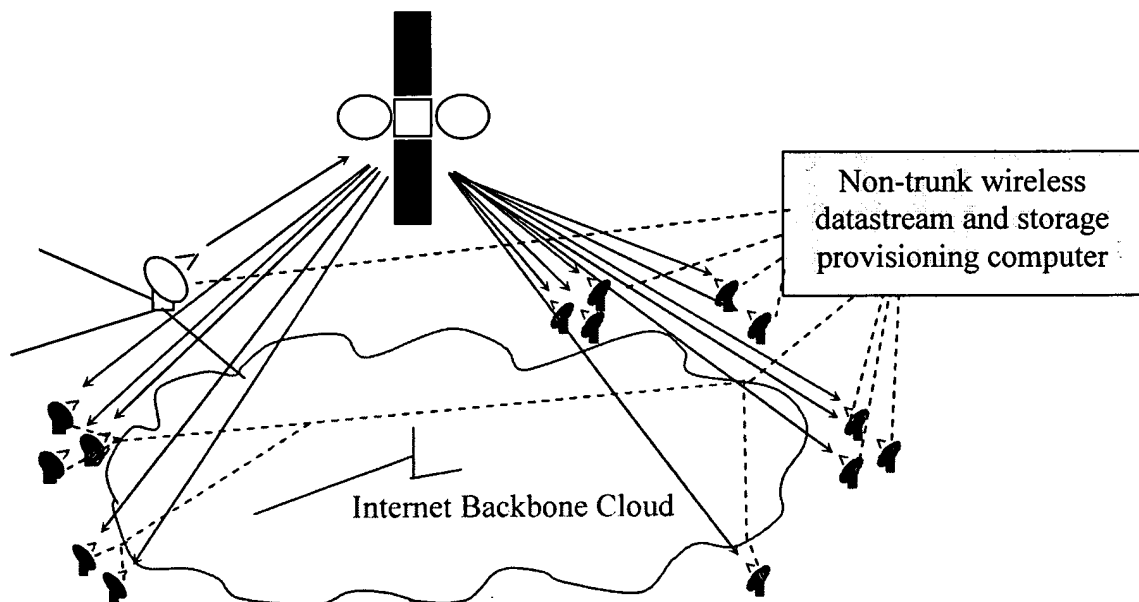 Non-trunk wireless
datastream and storage
provisioning computer
Internet Backbone Cloud